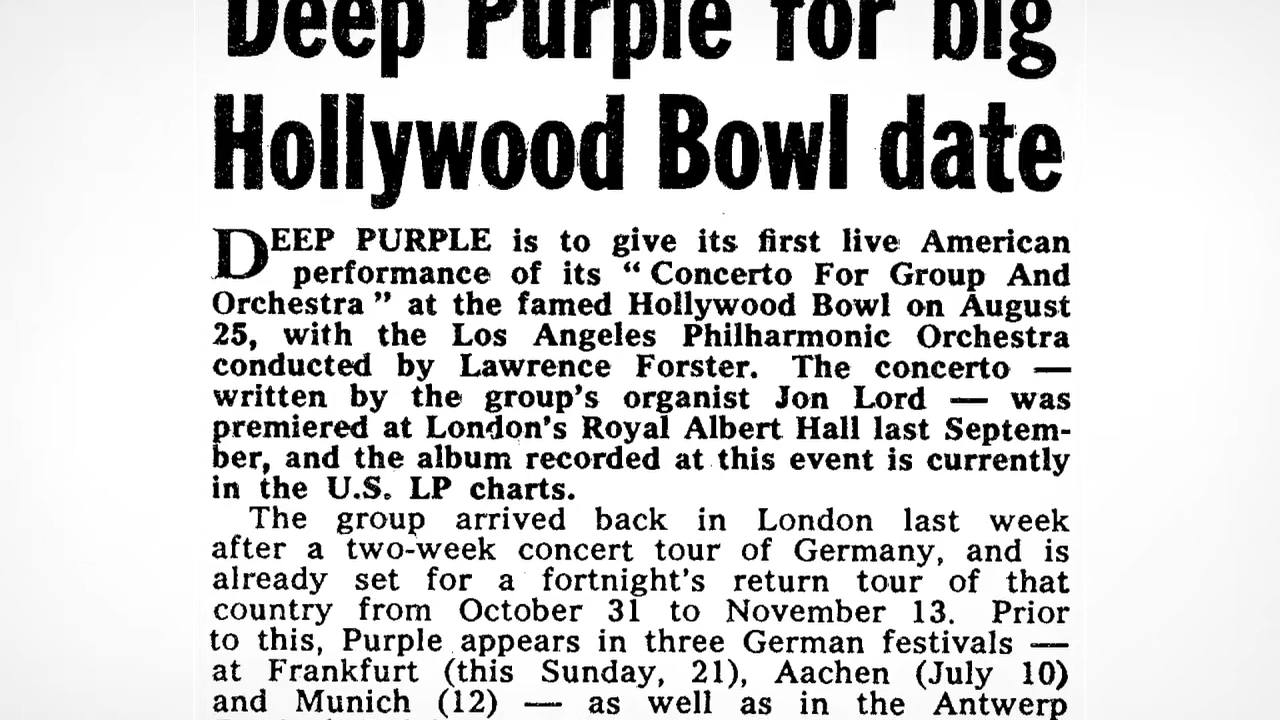 Deep Purple for big
Hollywood Bowl date
DEEP PURPLE is to give its first live American
performance of its “ Concerto For Group And
Orchestra ” at the famed Hollywood Bowl on August
25, with the Los Angeles Philharmonic Orchestra
conducted by Lawrence Forster. The concerto —
written by the group's organist Jon Lord — was
premiered at London's Royal Albert Hall last Septem-
ber, and the album recorded at this event is currently
in the U.S. LP charts.
The group arrived back in London last week
after a two-week concert tour of Germany, and is
already set for a fortnight's return tour of that
country from October 31 to November 13. Prior
to this, Purple appears in three German festivals —
at Frankfurt (this Sunday, 21), Aachen (July 10)
and Munich (12) — as well as in the Antwerp